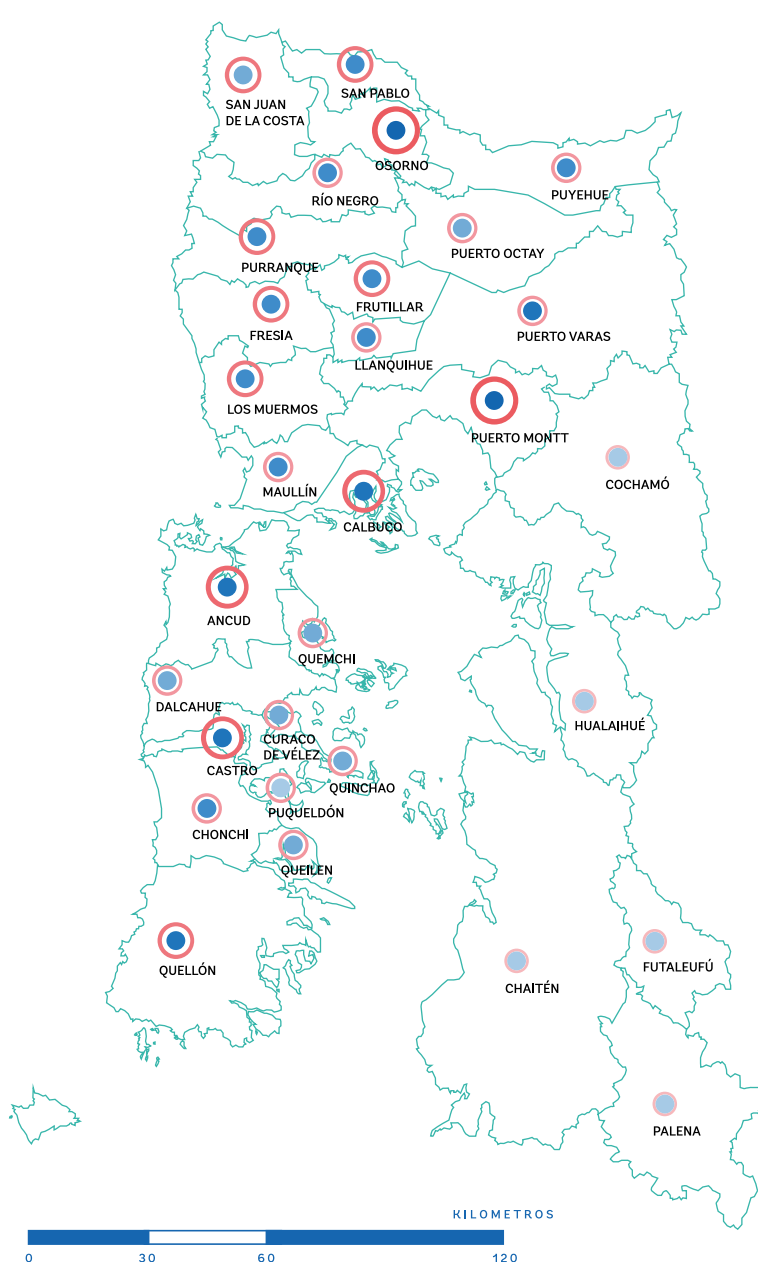 SAN PABLO
SAN JUAN
DE LA COSTA
OSORNO
PUYEHUE
RÍO NEGRO
PUERTO OCTAY
PURRANQUE
FRUTILLAR
FRESIA
PUERTO VARAS
LLANQUIHUE
LOS MUERMOS
PUERTO MONTT
COCHAMÓ
MAULLÍN
CALBUCO
ANCUD
QUEMCHI
DALCAHUE
HUALAIHUÉ
CURACO
DE VÉLEZ
CASTRO
QUINCHAO
PUQUELDÓN
CHONCHI
QUEILEN
QUELLÓN
FUTALEUFÚ
CHAITÉN
PALENA
KILOMETROS
0 30 60 120